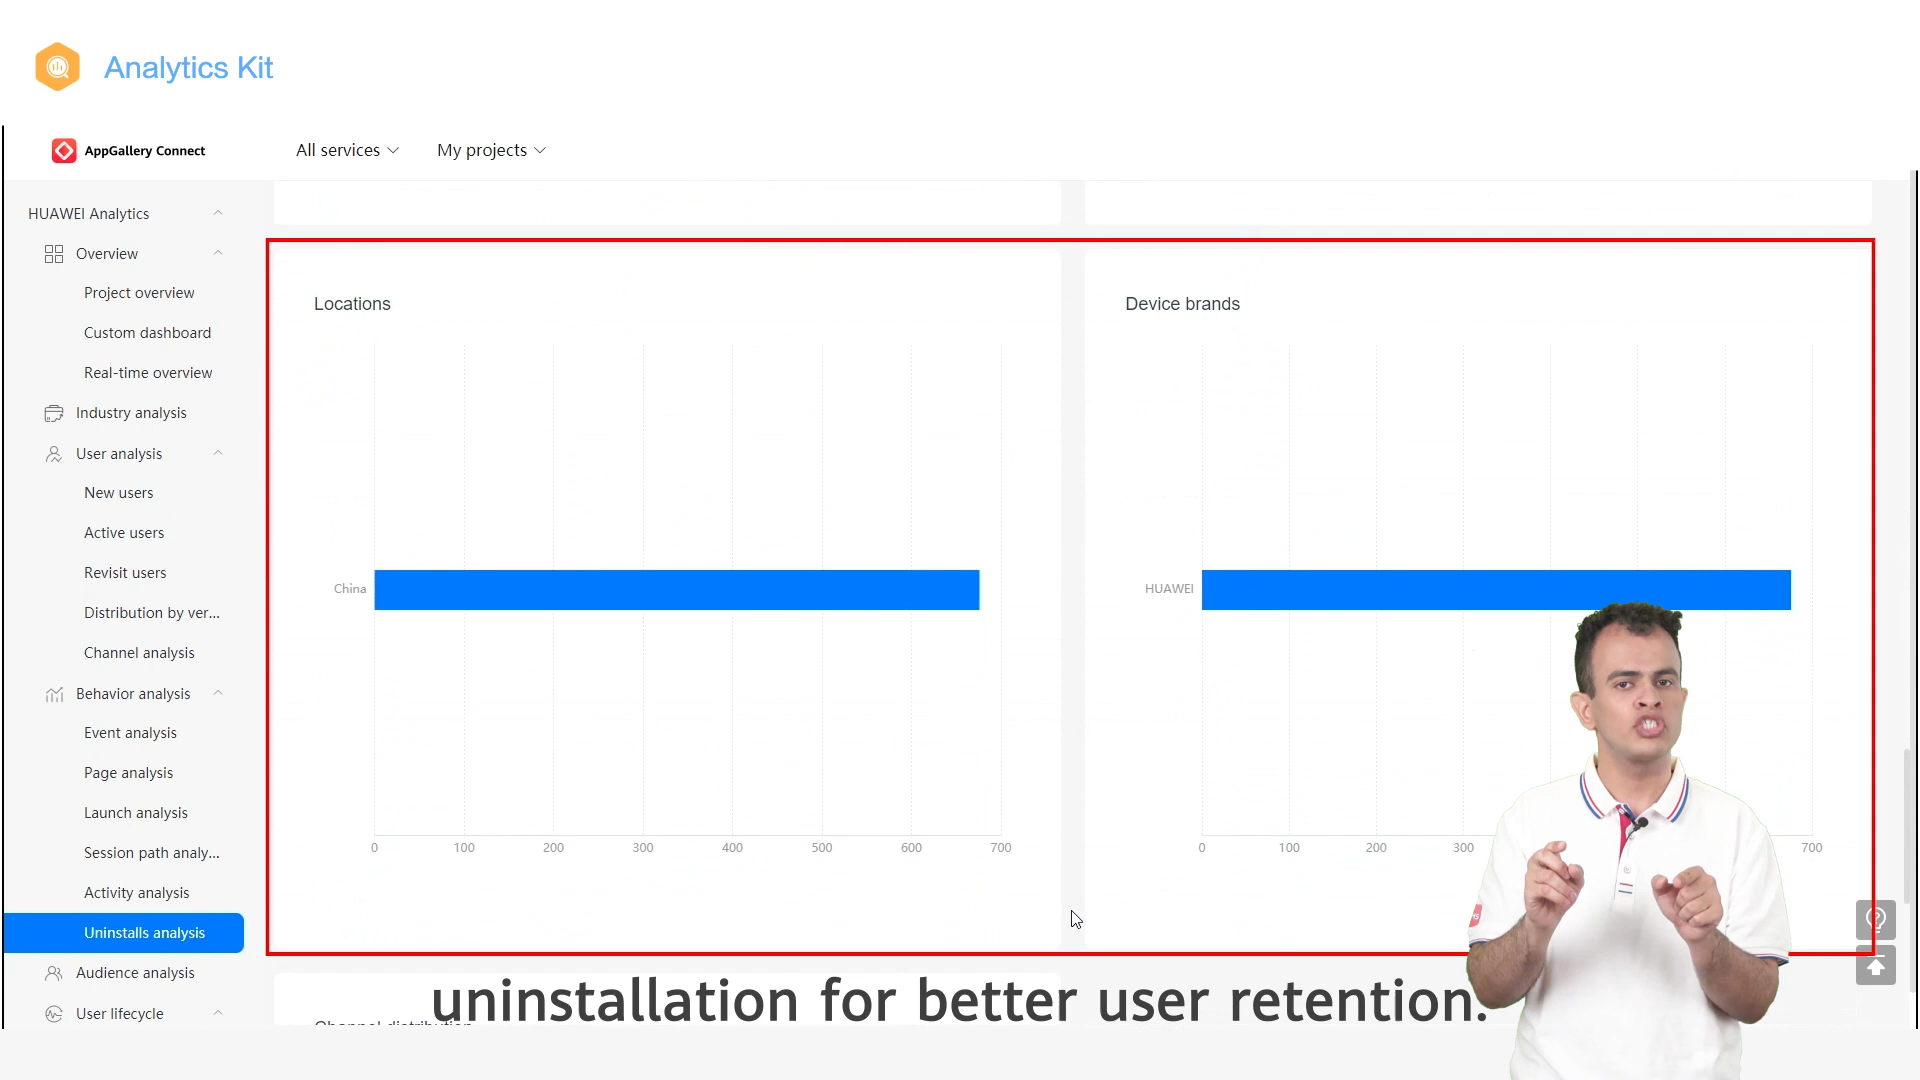 Analytics Kit
AppGallery Connect
All services
My projects
HUAWEI Analytics
Overview
Project overview
Custom dashboard
Real-time overview
Industry analysis
User analysis
New users
Active users
Revisit users
Distribution by ver...
Channel analysis
Behavior analysis
Event analysis
Page analysis
Launch analysis
Session path analy...
Activity analysis
Uninstalls analysis
Audience analysis
User lifecycle
Locations
China
0 100 200 300 400 500 600 700
Device brands
HUAWEI
0 100 200 300 700
Channel distribution
uninstallation for better user retention.